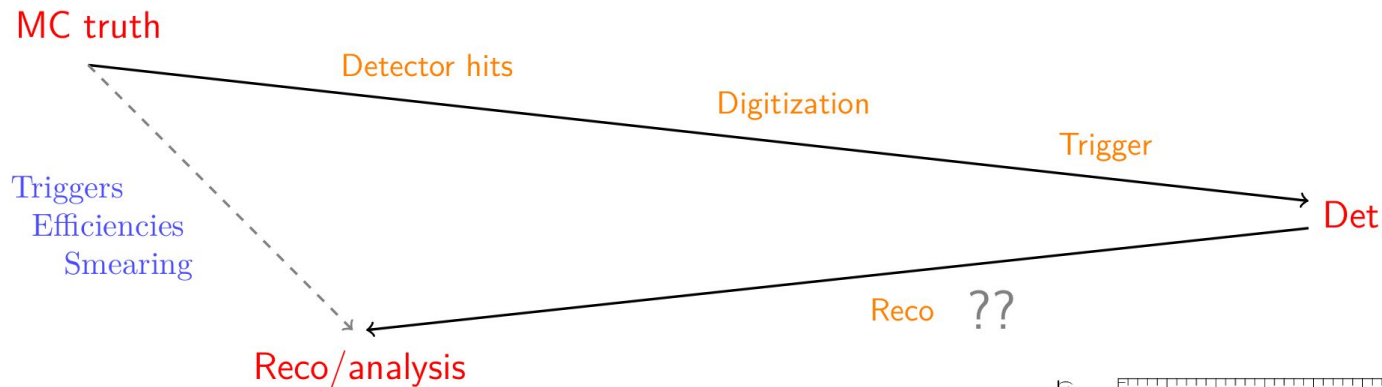 MC truth
Detector hits
Digitization
Trigger
Triggers
Efficiencies
Smearing
Det
Reco ??
Reco/analysis